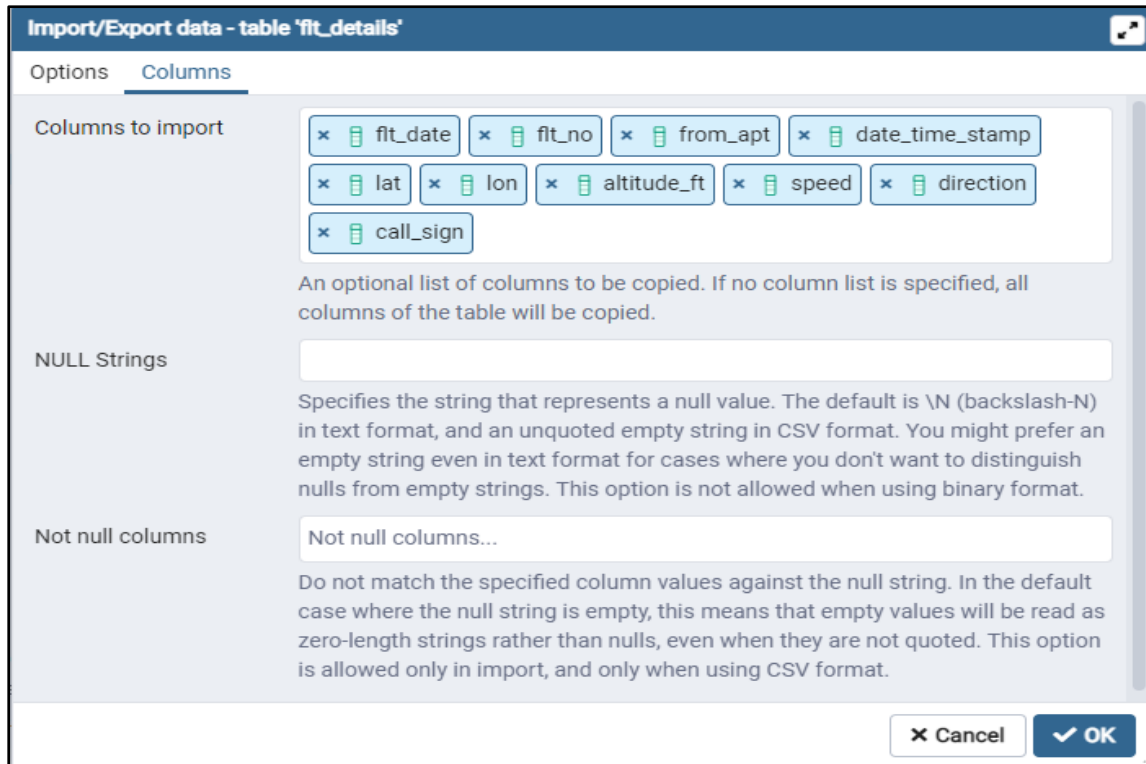 Import/Export data - table 'flt_details'
Options Columns
Columns to import
× flt_date × flt_no × from_apt × date_time_stamp
× lat × lon × altitude_ft × speed × direction
× call_sign
An optional list of columns to be copied. If no column list is specified, all
columns of the table will be copied.
NULL Strings
Specifies the string that represents a null value. The default is \N (backslash-N)
in text format, and an unquoted empty string in CSV format. You might prefer an
empty string even in text format for cases where you don't want to distinguish
nulls from empty strings. This option is not allowed when using binary format.
Not null columns Not null columns...
Do not match the specified column values against the null string. In the default
case where the null string is empty, this means that empty values will be read as
zero-length strings rather than nulls, even when they are not quoted. This option
is allowed only in import, and only when using CSV format.
× Cancel ✓ OK